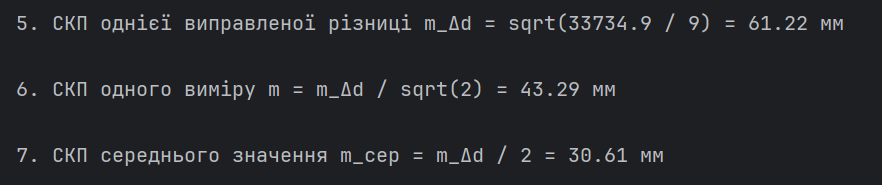 5. СКП однієї виправленої різниці m_Δd = sqrt(33734.9 / 9) = 61.22 мм
6. СКП одного виміру m = m_Δd / sqrt(2) = 43.29 мм
7. СКП середнього значення m_сер = m_Δd / 2 = 30.61 мм